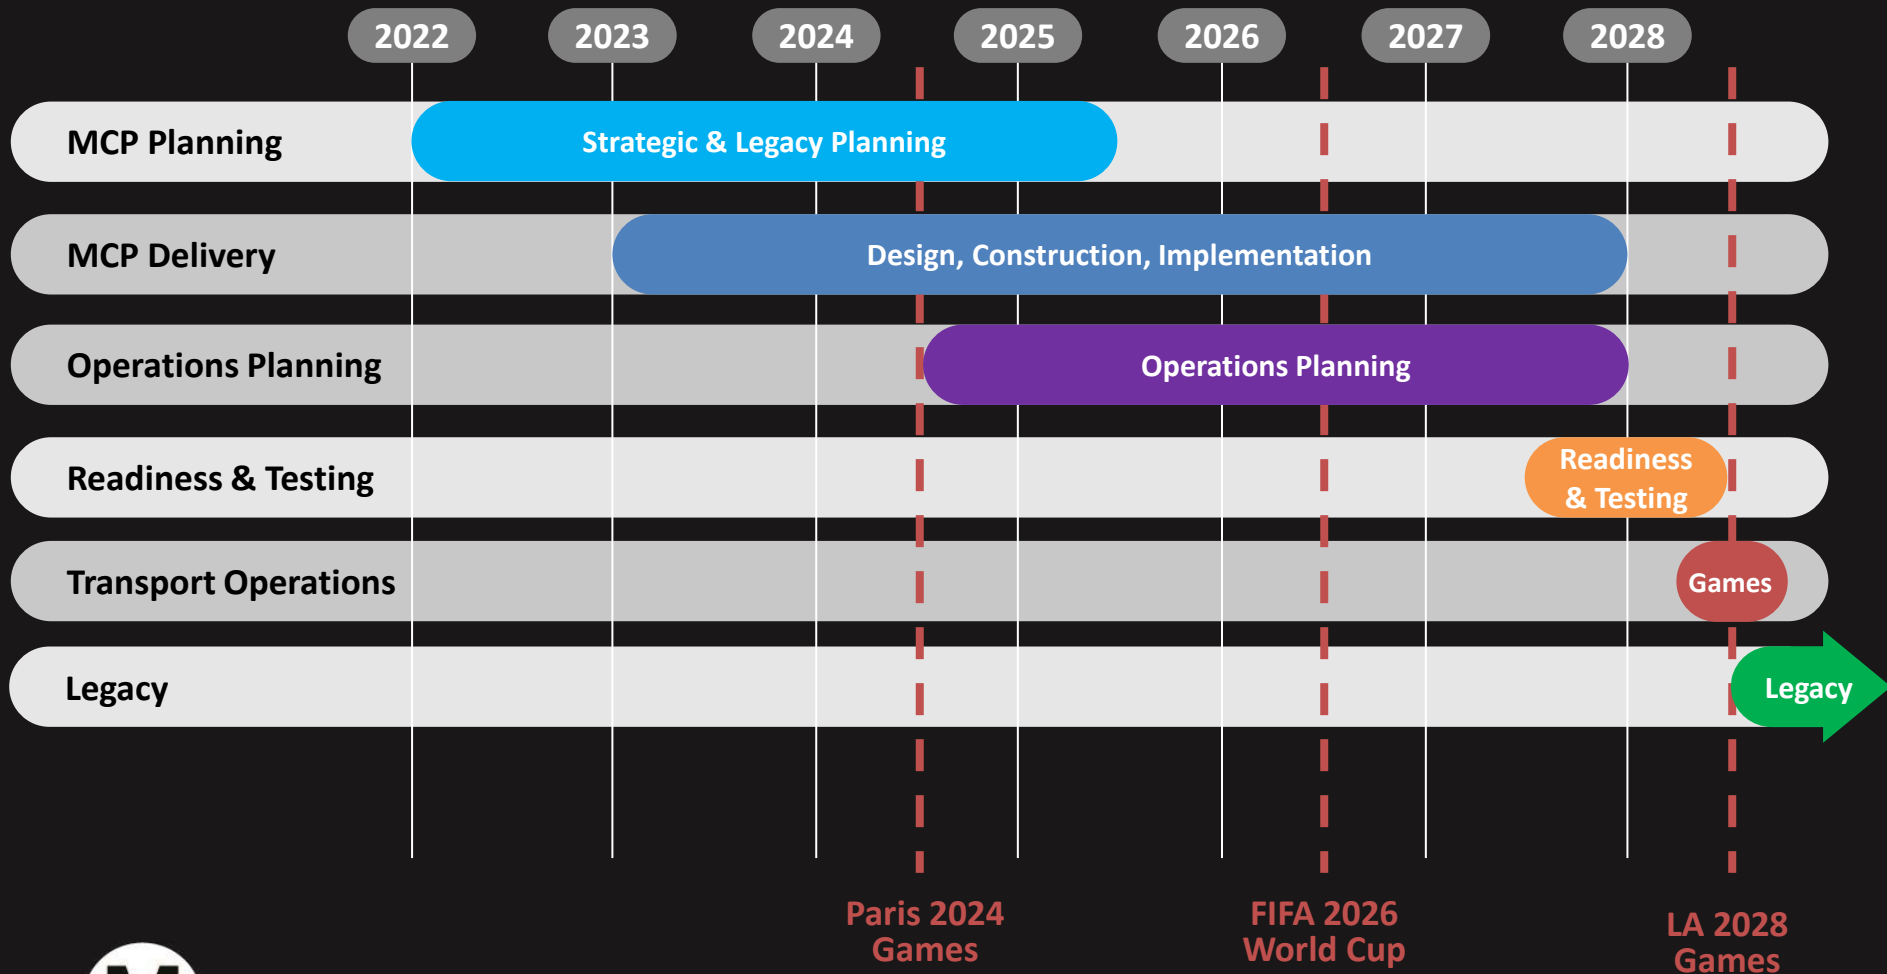 2022 2023 2024 2025 2026 2027 2028
MCP Planning
Strategic & Legacy Planning
MCP Delivery
Design, Construction, Implementation
Operations Planning
Operations Planning
Readiness & Testing
Readiness
& Testing
Transport Operations
Games
Legacy
Legacy
Paris 2024
Games
FIFA 2026
World Cup
LA 2028
Games
M